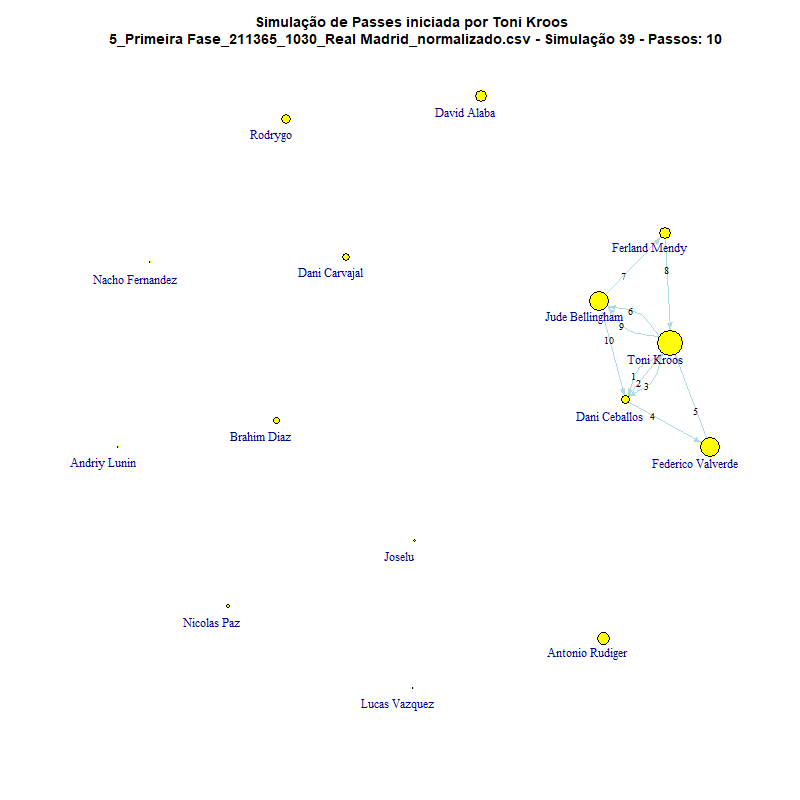 Simulação de Passes iniciada por Toni Kroos
5_Primeira Fase_211365_1030_Real Madrid_normalizado.csv - Simulação 39 - Passos: 10
David Alaba
Rodrygo
Ferland Mendy
Dani Carvajal
Nacho Fernandez
7
8
Jude Bellingham
6
9
10
Toni Kroos
1
2
3
Dani Ceballos
4
5
Brahim Diaz
Andriy Lunin
Federico Valverde
Joselu
Nicolas Paz
Antonio Rudiger
Lucas Vazquez